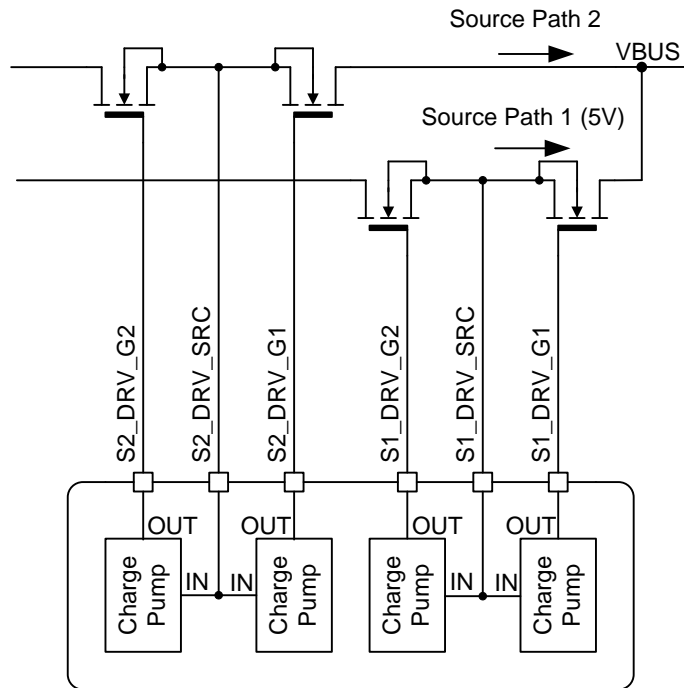 Source Path 2
VBUS
Source Path 1 (5V)
S2_DRV_G2
S2_DRV_SRC
S2_DRV_G1
S1_DRV_G2
S1_DRV_SRC
S1_DRV_G1
OUT
OUT
OUT
OUT
Charge
Pump
IN
IN
Charge
Pump
Charge
Pump
IN
IN
Charge
Pump